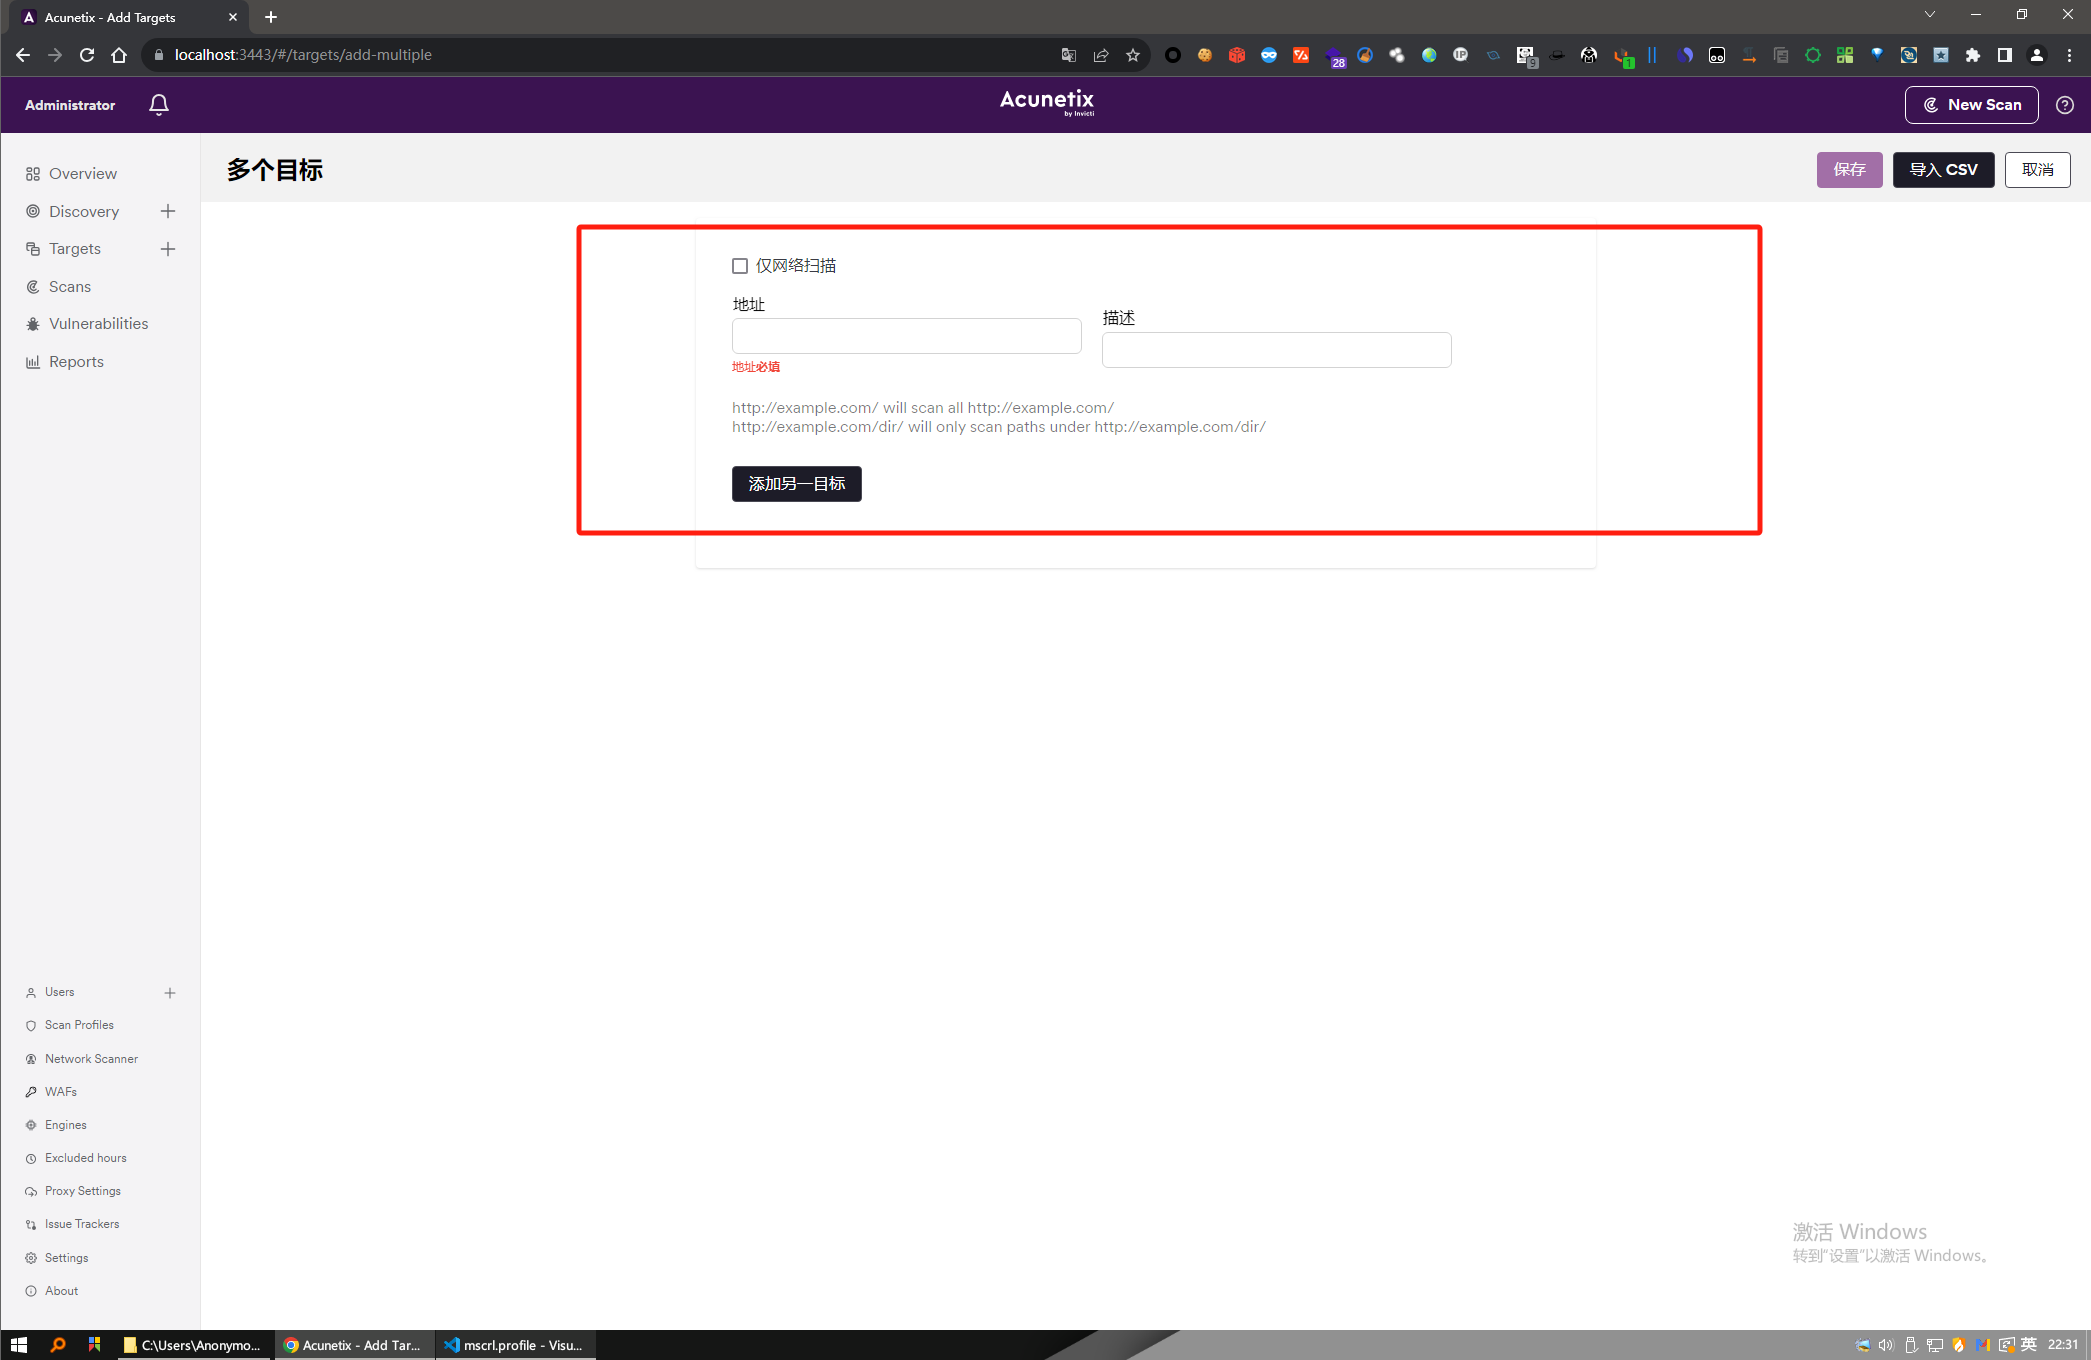 Acunetix - Add Targets
localhost:3443/#/targets/add-multiple
28
IP
9
1
Administrator
Acunetix
by Invicti
New Scan
Overview
Discovery
Targets
Scans
Vulnerabilities
Reports
多个目标
保存
导入 CSV
取消
仅网络扫描
地址
描述
地址必填
http://example.com/ will scan all http://example.com/
http://example.com/dir/ will only scan paths under http://example.com/dir/
添加另一目标
Users
Scan Profiles
Network Scanner
WAFs
Engines
Excluded hours
Proxy Settings
Issue Trackers
Settings
About
激活 Windows
转到"设置"以激活 Windows。
C:\Users\Anonymo...
Acunetix - Add Tar...
mscrl.profile - Visu...
英
22:31